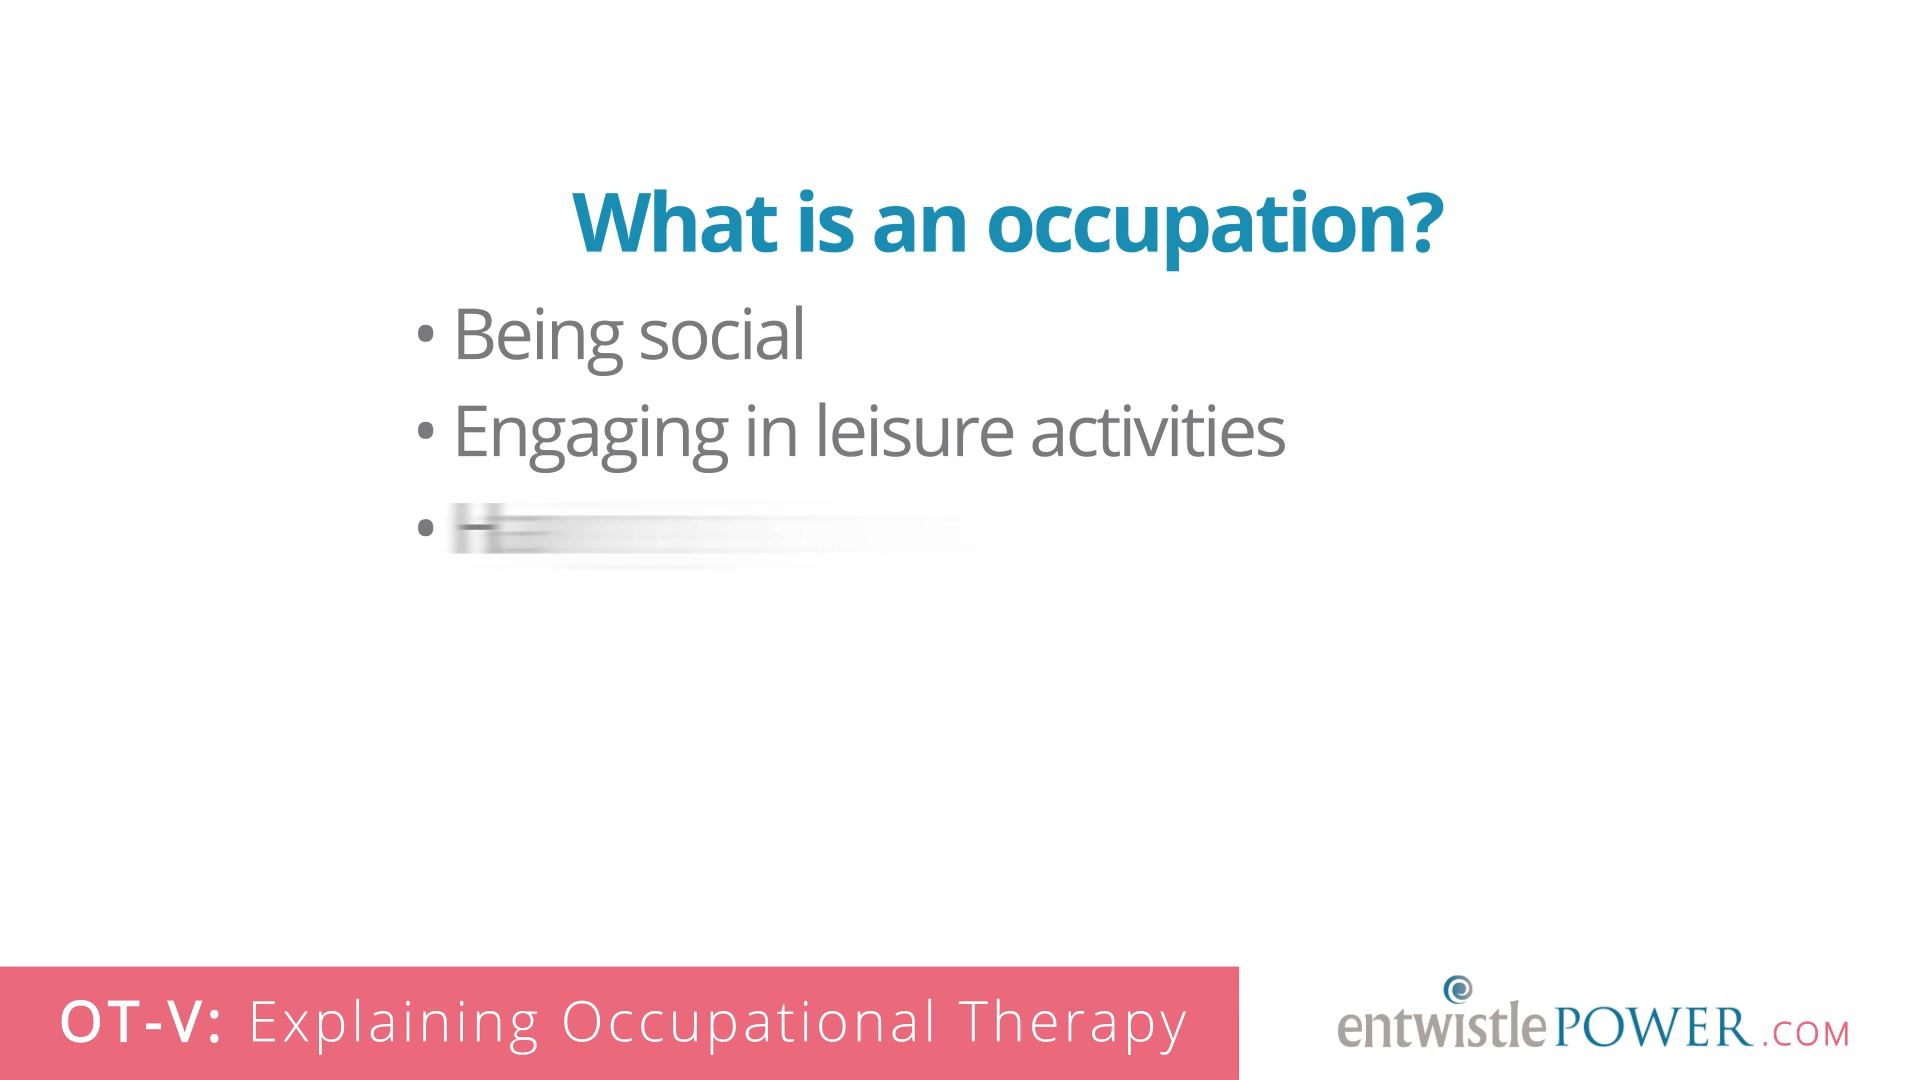 What is an occupation?
• Being social
• Engaging in leisure activities
•
OT-V: Explaining Occupational Therapy
entwistlePOWER.COM